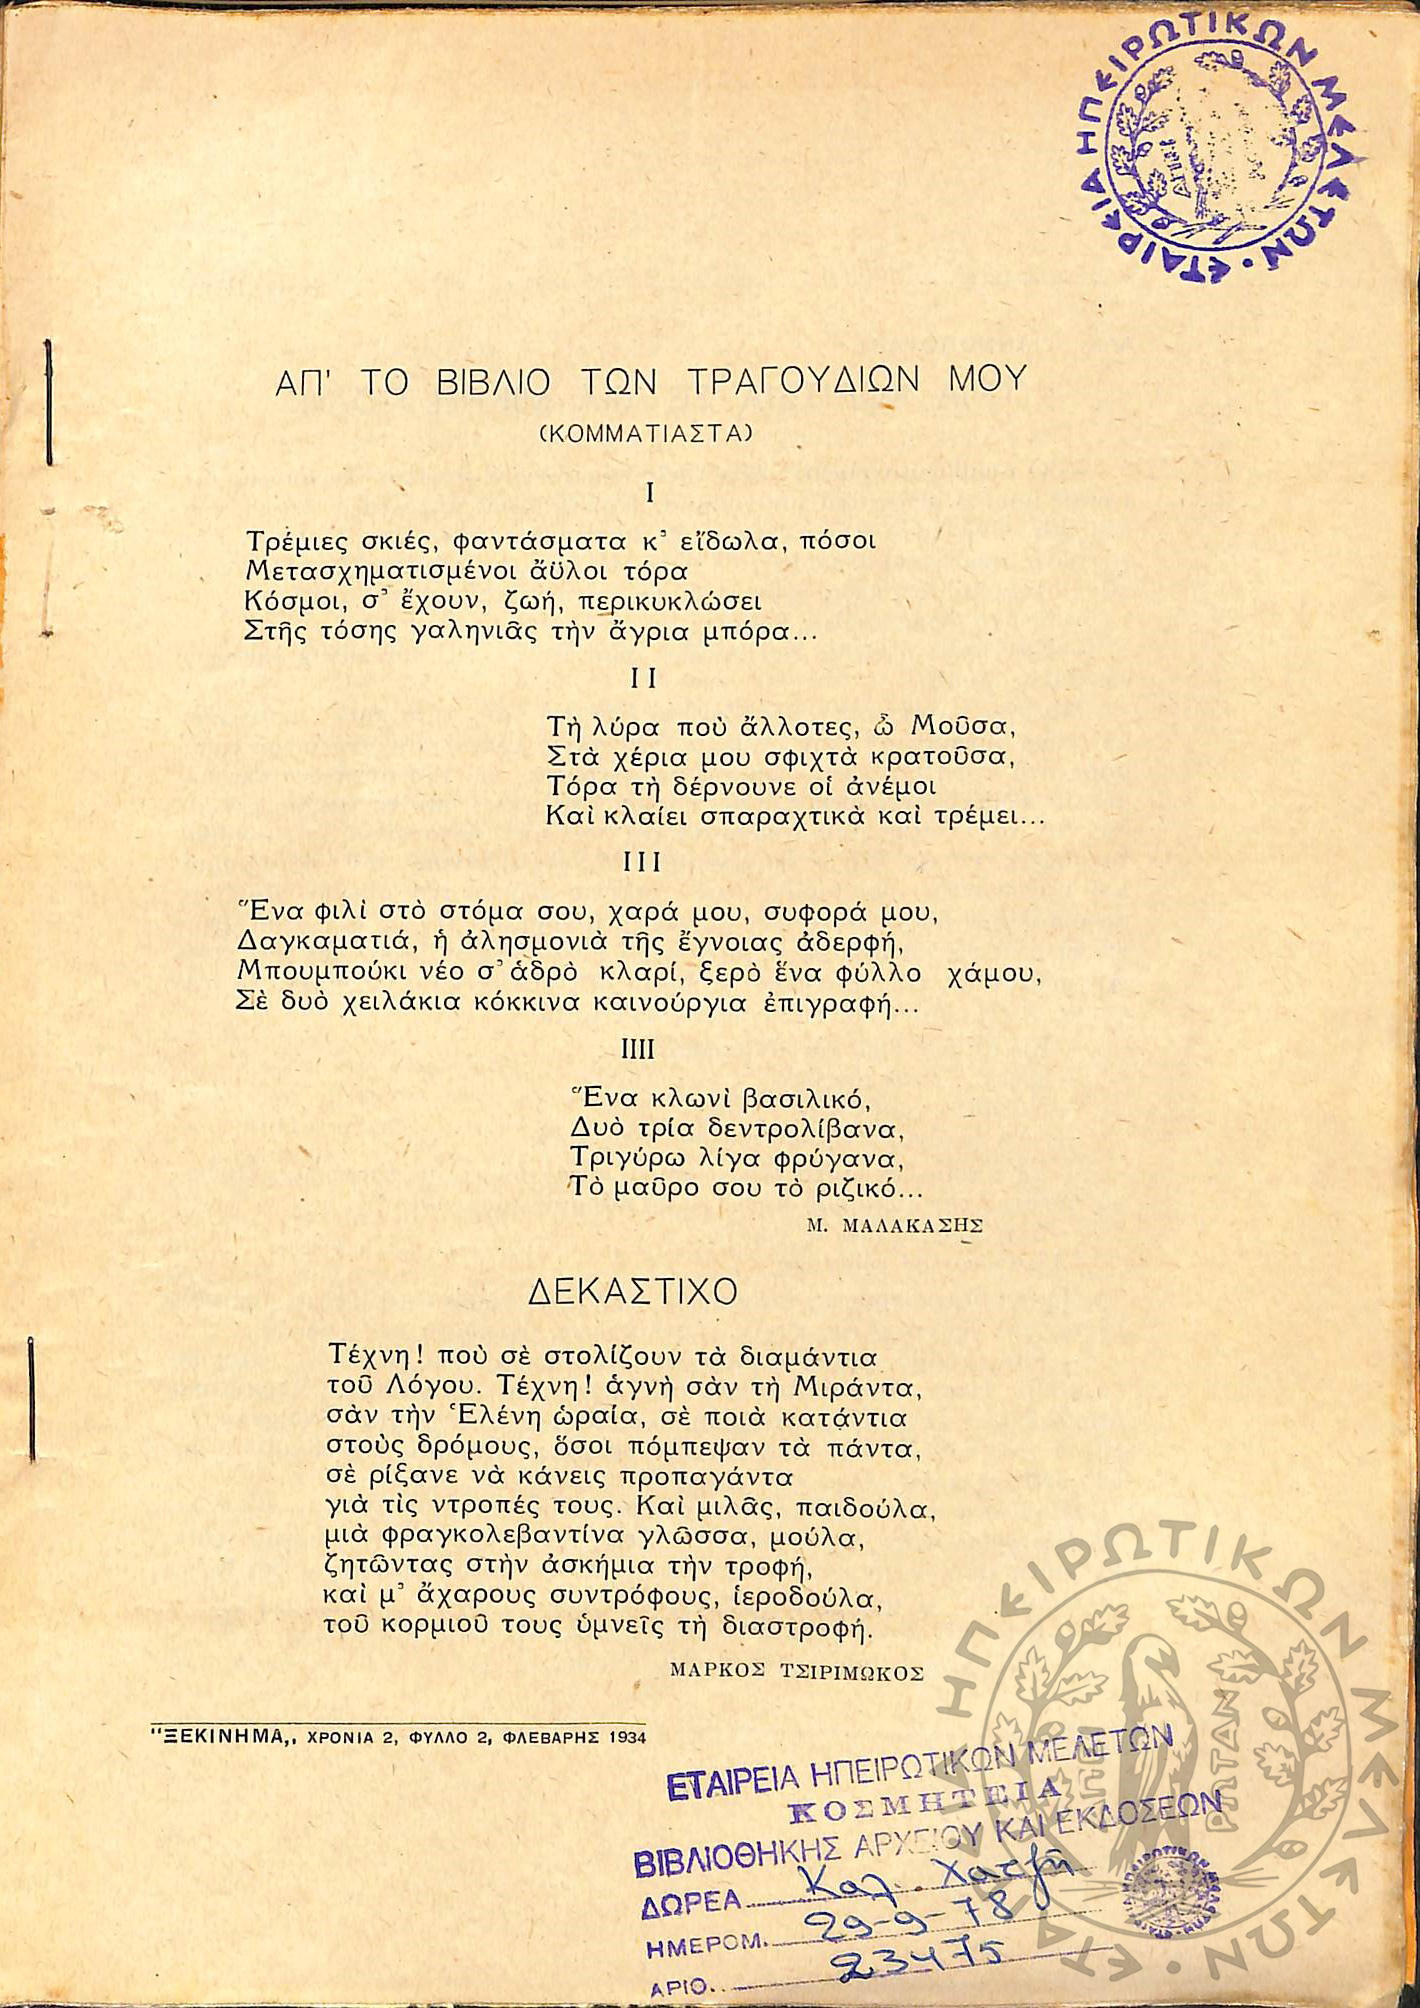 ΕΤΑΙΡΕΙΑ ΗΠΕΙΡΩΤΙΚΩΝ ΜΕΛΕΤΩΝ •
ΑΠ' ΤΟ ΒΙΒΛΙΟ ΤΩΝ ΤΡΑΓΟΥΔΙΩΝ ΜΟΥ
(ΚΟΜΜΑΤΙΑΣΤΑ)
I
Τρέμιες σκιές, φαντάσματα κ' εἴδωλα, πόσοι
Μετασχηματισμένοι ἄϋλοι τόρα
Κόσμοι, σ' ἔχουν, ζωή, περικυκλώσει
Στῆς τόσης γαληνιᾶς τὴν ἄγρια μπόρα...
II
Τὴ λύρα ποὺ ἄλλοτες, ὦ Μοῦσα,
Στὰ χέρια μου σφιχτὰ κρατοῦσα,
Τόρα τὴ δέρνουνε οἱ ἀνέμοι
Καὶ κλαίει σπαραχτικὰ καὶ τρέμει...
III
Ἕνα φιλὶ στὸ στόμα σου, χαρά μου, συφορά μου,
Δαγκαματιά, ἡ ἀλησμονιὰ τῆς ἔγνοιας ἀδερφή,
Μπουμπούκι νέο σ' ἁδρὸ κλαρί, ξερὸ ἕνα φύλλο χάμου,
Σὲ δυὸ χειλάκια κόκκινα καινούργια ἐπιγραφή...
IIII
Ἕνα κλωνὶ βασιλικό,
Δυὸ τρία δεντρολίβανα,
Τριγύρω λίγα φρύγανα,
Τὸ μαῦρο σου τὸ ριζικό...
Μ. ΜΑΛΑΚΑΣΗΣ
ΔΕΚΑΣΤΙΧΟ
Τέχνη! ποὺ σὲ στολίζουν τὰ διαμάντια
τοῦ Λόγου. Τέχνη! ἁγνὴ σὰν τὴ Μιράντα,
σὰν τὴν Ἑλένη ὡραία, σὲ ποιὰ κατάντια
στοὺς δρόμους, ὅσοι πόμπεψαν τὰ πάντα,
σὲ ρίξανε νὰ κάνεις προπαγάντα
γιὰ τὶς ντροπές τους. Καὶ μιλᾶς, παιδούλα,
μιὰ φραγκολεβαντίνα γλῶσσα, μούλα,
ζητῶντας στὴν ἀσκήμια τὴν τροφή,
καὶ μ' ἄχαρους συντρόφους, ἱεροδούλα,
τοῦ κορμιοῦ τους ὑμνεῖς τὴ διαστροφή.
ΜΑΡΚΟΣ ΤΣΙΡΙΜΩΚΟΣ
"ΞΕΚΙΝΗΜΑ,, ΧΡΟΝΙΑ 2, ΦΥΛΛΟ 2, ΦΛΕΒΑΡΗΣ 1934
ΕΤΑΙΡΕΙΑ ΗΠΕΙΡΩΤΙΚΩΝ ΜΕΛΕΤΩΝ
ΚΟΣΜΗΤΕΙΑ
ΒΙΒΛΙΟΘΗΚΗΣ ΑΡΧΕΙΟΥ ΚΑΙ ΕΚΔΟΣΕΩΝ
ΔΩΡΕΑ Καλ. Χατζῆ
ΗΜΕΡΟΜ. 29-9-78
ΑΡΙΘ. 23475
ΕΤΑΙΡΕΙΑ ΗΠΕΙΡΩΤΙΚΩΝ ΜΕΛΕΤΩΝ •
ΑΠΕΙ ΡΩΤΑΝ